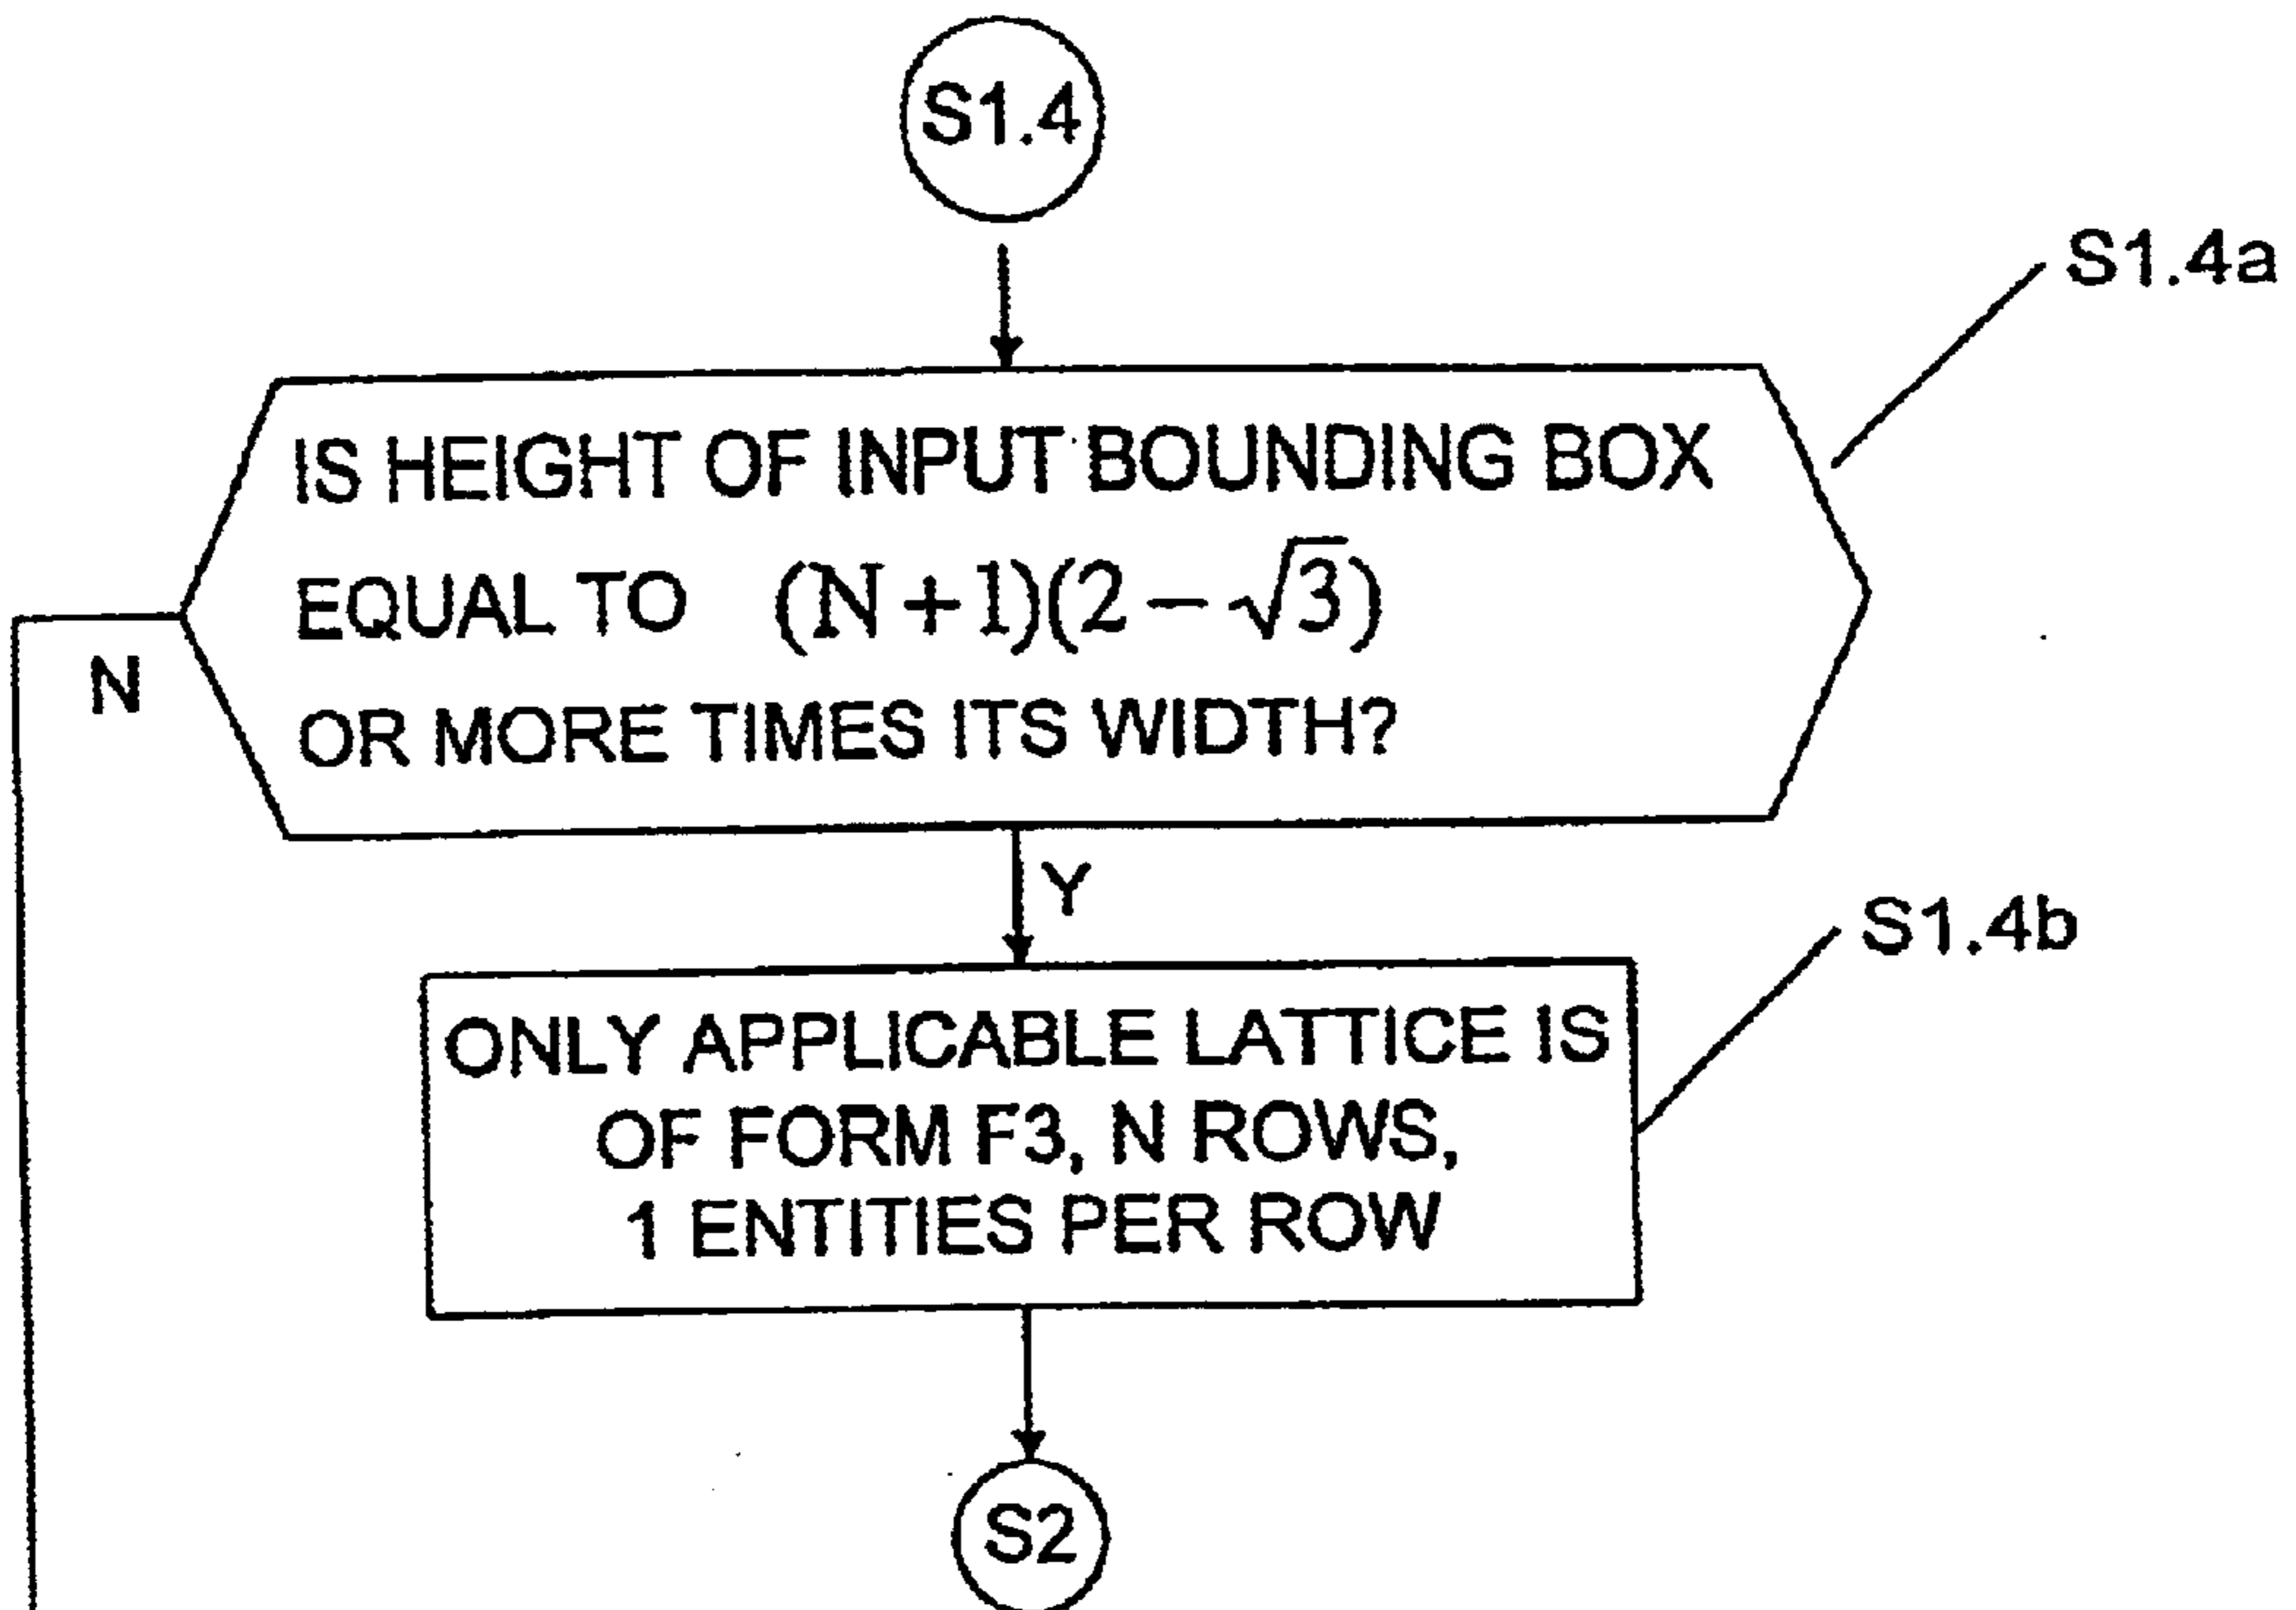 S1.4
S1.4a
IS HEIGHT OF INPUT BOUNDING BOX
EQUAL TO (N+1)(2-√3)
OR MORE TIMES ITS WIDTH?
N
Y
S1.4b
ONLY APPLICABLE LATTICE IS
OF FORM F3, N ROWS,
1 ENTITIES PER ROW
S2